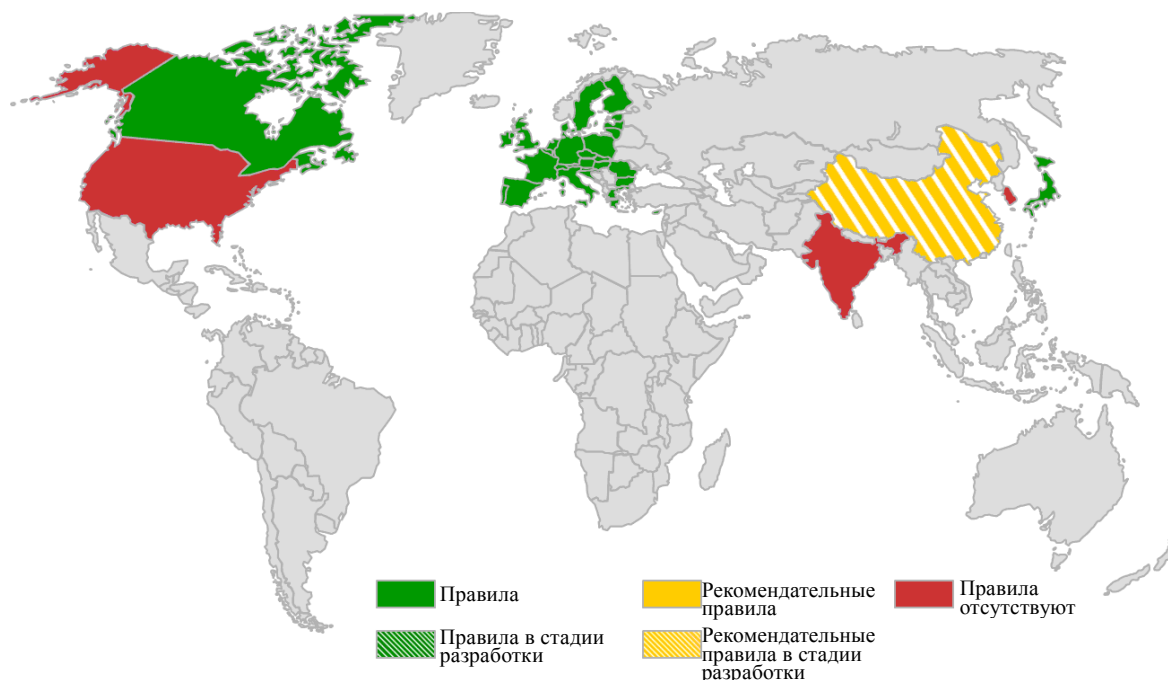 Правила
Рекомендательные
правила
Правила
отсутствуют
Правила в стадии
разработки
Рекомендательные
правила в стадии
разработки